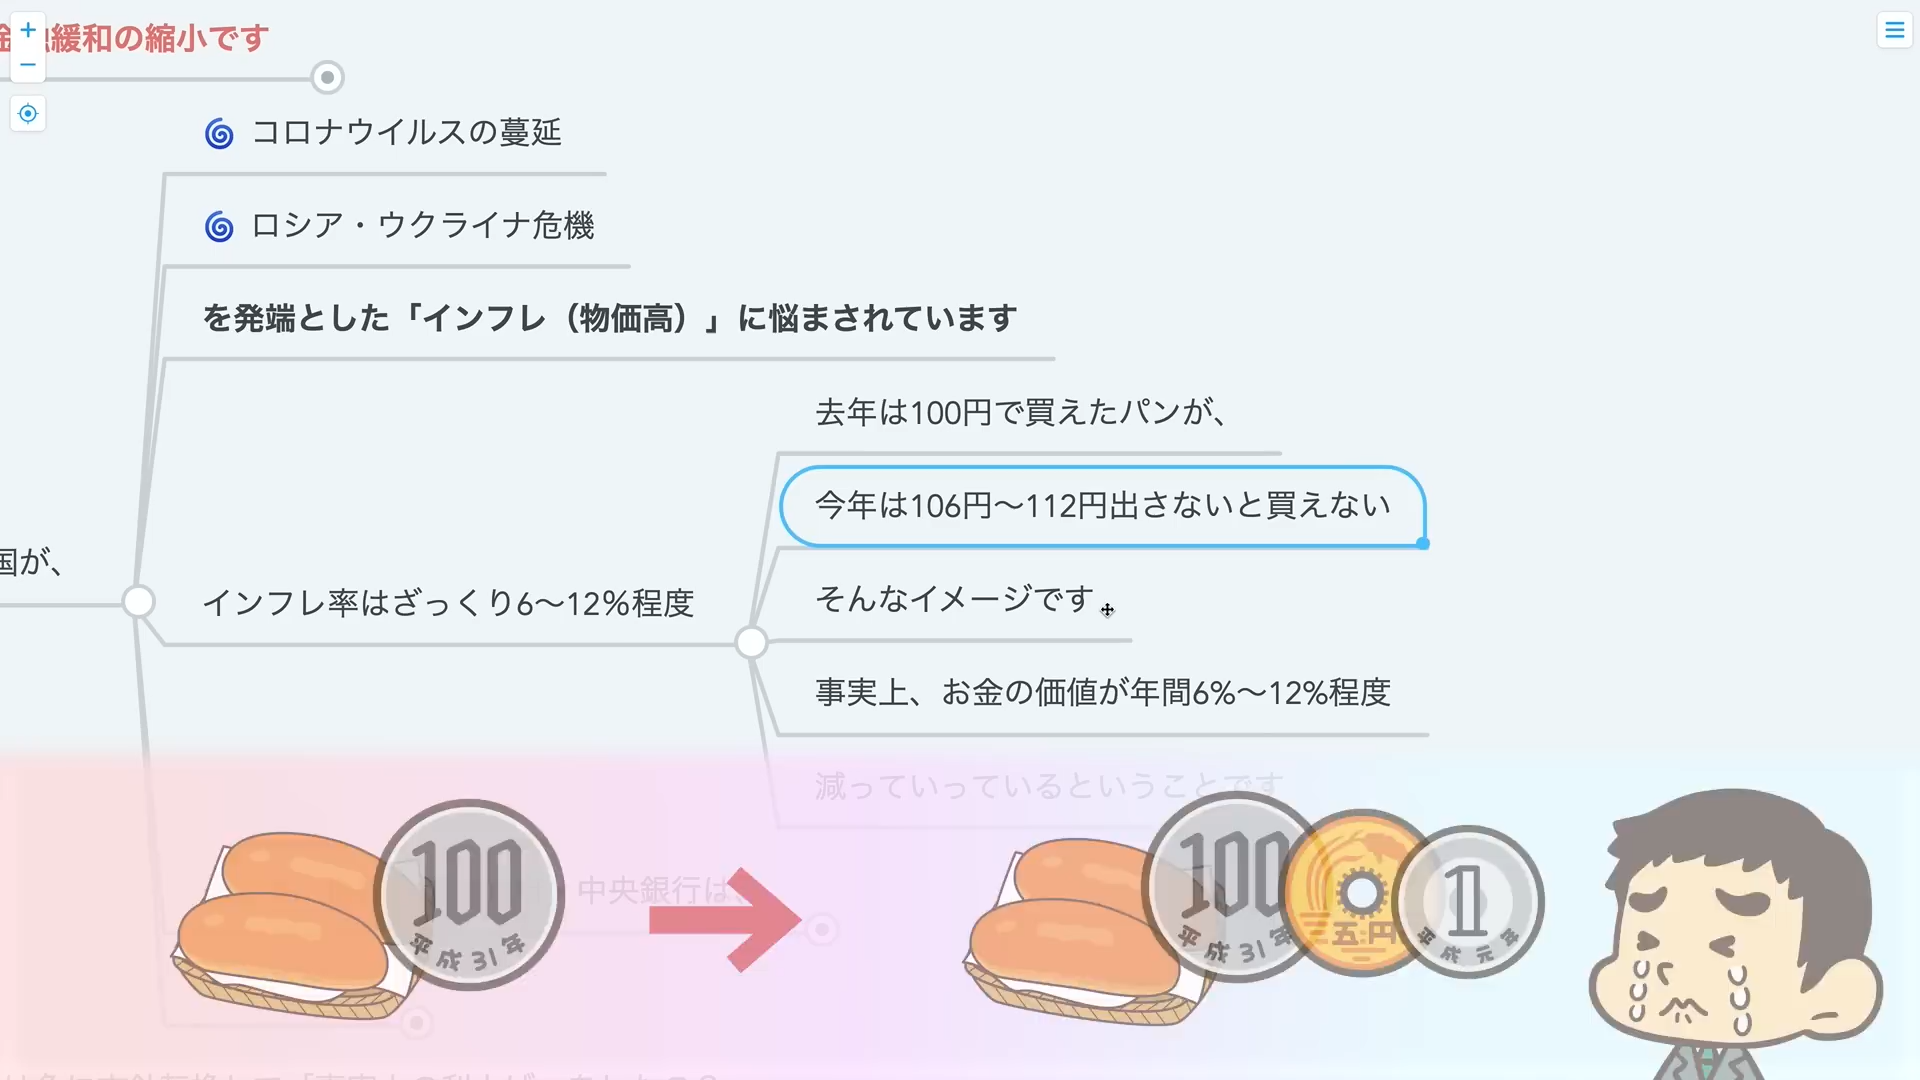 緩和の縮小です
コロナウイルスの蔓延
ロシア・ウクライナ危機
を発端とした「インフレ（物価高）」に悩まされています
去年は100円で買えたパンが、
今年は106円〜112円出さないと買えない
国が、
インフレ率はざっくり6〜12%程度
そんなイメージです
事実上、お金の価値が年間6%〜12%程度
減っていっているということです
中央銀行は、
100
平成31年
100
平成31年
五円
1
平成元年